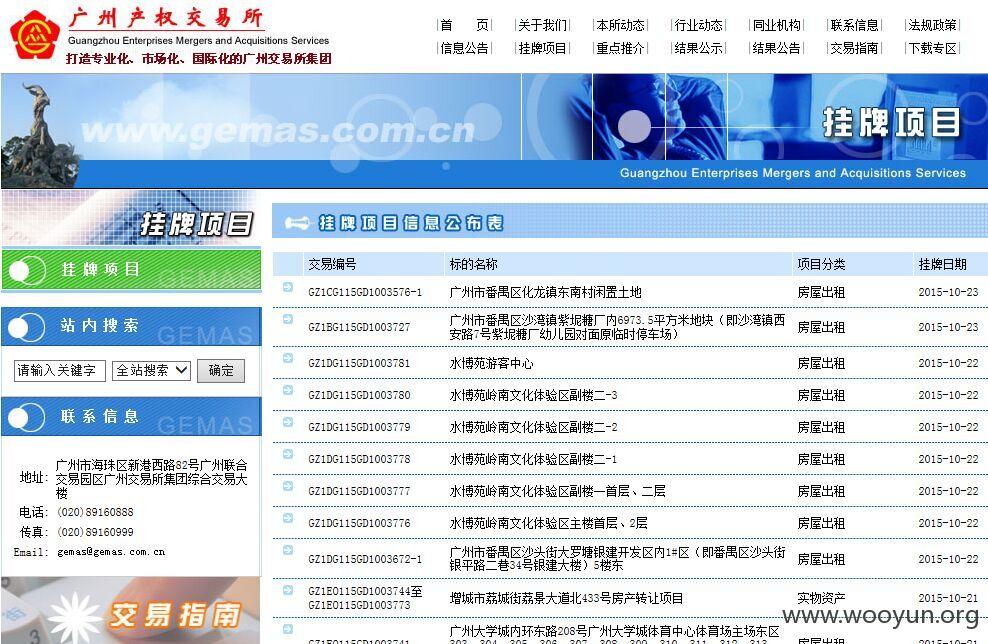 广州产权交易所
Guangzhou Enterprises Mergers and Acquisitions Services
打造专业化、市场化、国际化的广州交易所集团
|首 页| |关于我们| |本所动态| |行业动态| |同业机构| |联系信息| |法规政策|
|信息公告| |挂牌项目| |重点推介| |结果公示| |结果公告| |交易指南| |下载专区|
www.gemas.com.cn
挂牌项目
Guangzhou Enterprises Mergers and Acquisitions Services
挂牌项目
挂牌项目
GEMAS
站内搜索
GEMAS
请输入关键字 全站搜索 确定
联系信息
GEMAS
地址: 广州市海珠区新港西路82号广州联合
交易园区广州交易所集团综合交易大
楼
电话: (020)89160888
传真: (020)89160999
Email: gemas@gemas.com.cn
交易指南
挂牌项目信息公布表
交易编号 标的名称 项目分类 挂牌日期
GZ1CG115GD1003576-1 广州市番禺区化龙镇东南村闲置土地 房屋出租 2015-10-23
GZ1BG115GD1003727 广州市番禺区沙湾镇紫坭糖厂内6973.5平方米地块（即沙湾镇西
安路7号紫坭糖厂幼儿园对面原临时停车场） 房屋出租 2015-10-23
GZ1DG115GD1003781 水博苑游客中心 房屋出租 2015-10-22
GZ1DG115GD1003780 水博苑岭南文化体验区副楼二-3 房屋出租 2015-10-22
GZ1DG115GD1003779 水博苑岭南文化体验区副楼二-2 房屋出租 2015-10-22
GZ1DG115GD1003778 水博苑岭南文化体验区副楼二-1 房屋出租 2015-10-22
GZ1DG115GD1003777 水博苑岭南文化体验区副楼一首层、二层 房屋出租 2015-10-22
GZ1DG115GD1003776 水博苑岭南文化体验区主楼首层、2层 房屋出租 2015-10-22
GZ1DG115GD1003672-1 广州市番禺区沙头街大罗塘银建开发区内1#区（即番禺区沙头街
银平路二巷34号银建大楼）5楼东 房屋出租 2015-10-22
GZ1EO115GD1003744至
GZ1EO115GD1003773 增城市荔城街荔景大道北433号房产转让项目 实物资产 2015-10-21
广州大学城内环东路208号广州大学城体育中心体育场主场东区
www.wooyun.org